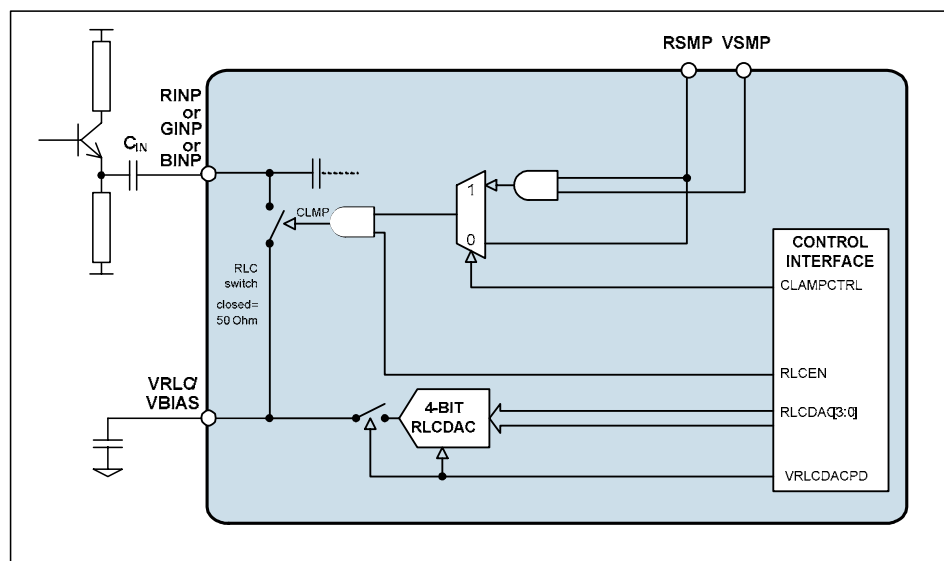 RSMP VSMP
RINP
or
GINP
or
BINP
CIN
1
0
CLMP
RLC
switch
closed=
50 Ohm
CONTROL
INTERFACE
CLAMPCTRL
RLCEN
RLCDAC[3:0]
VRLCDACPD
VRLC/
VBIAS
4-BIT
RLCDAC